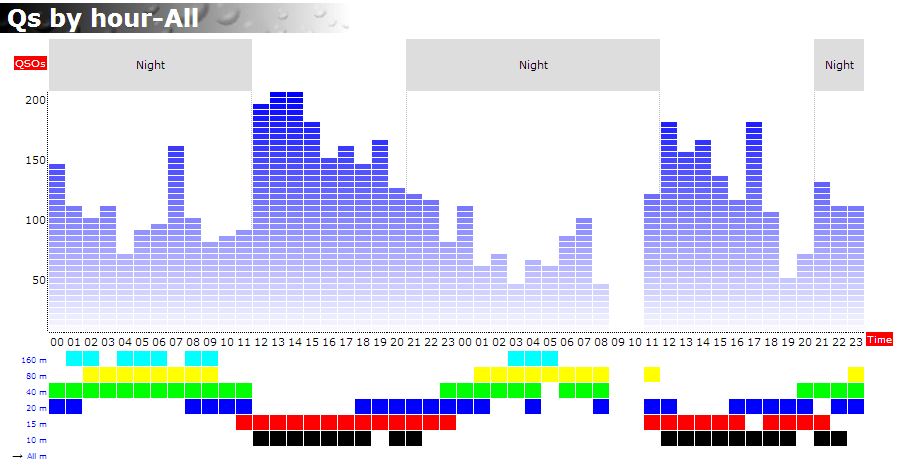 Qs by hour-All
Night Night Night
QSOs
200
150
100
50
00 01 02 03 04 05 06 07 08 09 10 11 12 13 14 15 16 17 18 19 20 21 22 23 00 01 02 03 04 05 06 07 08 09 10 11 12 13 14 15 16 17 18 19 20 21 22 23 Time
160 m
80 m
40 m
20 m
15 m
10 m
→ All m